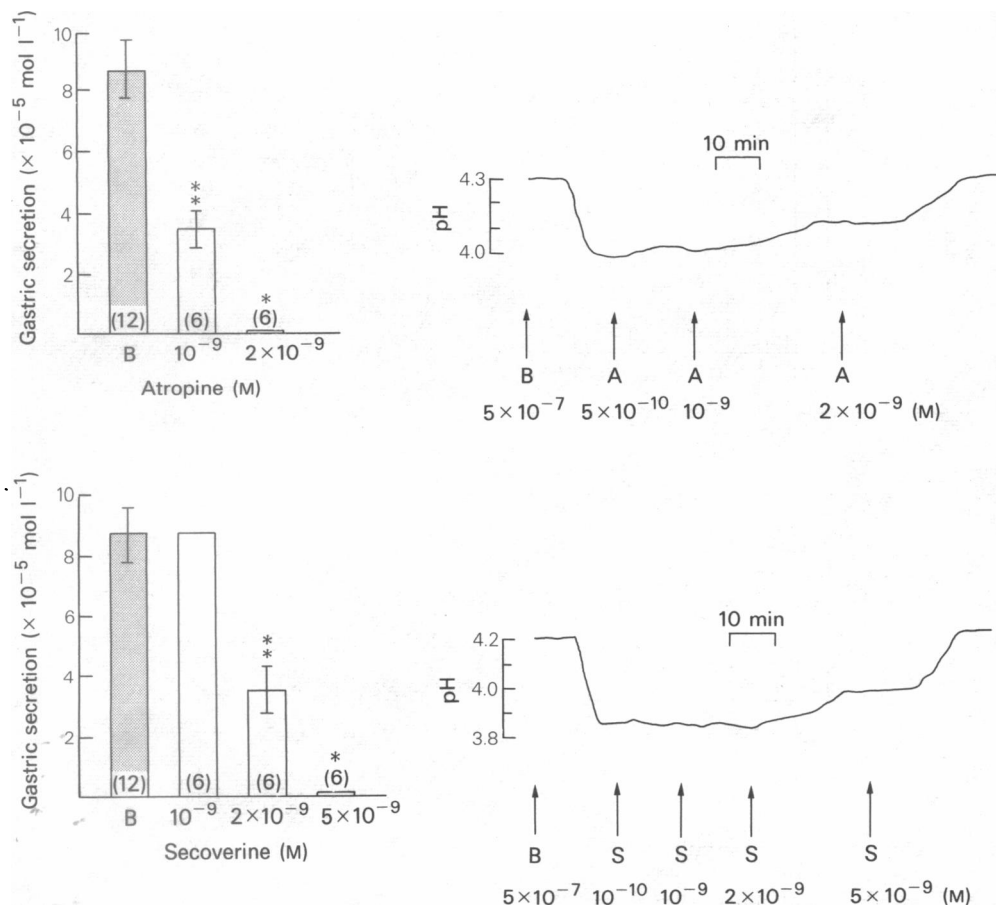 Gastric secretion (× 10⁻⁵ mol l⁻¹)
10
8
6
4
2
**
*
(12) (6) (6)
B 10⁻⁹ 2×10⁻⁹
Atropine (M)
10 min
pH
4.3
4.0
B A A A
5×10⁻⁷ 5×10⁻¹⁰ 10⁻⁹ 2×10⁻⁹ (M)
Gastric secretion (× 10⁻⁵ mol l⁻¹)
10
8
6
4
2
**
*
(12) (6) (6) (6)
B 10⁻⁹ 2×10⁻⁹ 5×10⁻⁹
Secoverine (M)
10 min
pH
4.2
4.0
3.8
B S S S S
5×10⁻⁷ 10⁻¹⁰ 10⁻⁹ 2×10⁻⁹ 5×10⁻⁹ (M)